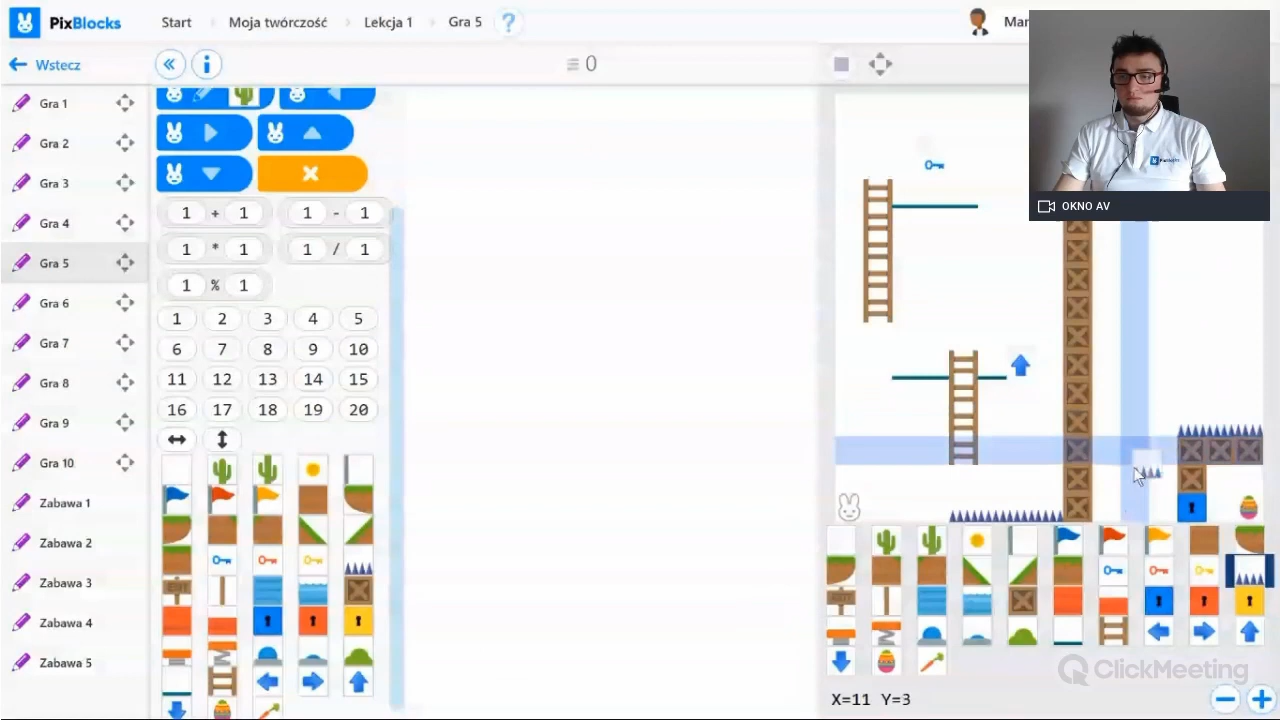 PixBlocks Start Moja twórczość Lekcja 1 Gra 5 ?
Wstecz i 0
OKNO AV
PixBlocks
Gra 1
Gra 2
Gra 3
Gra 4
Gra 5
Gra 6
Gra 7
Gra 8
Gra 9
Gra 10
Zabawa 1
Zabawa 2
Zabawa 3
Zabawa 4
Zabawa 5
1 + 1 1 - 1
1 * 1 1 / 1
1 % 1
1 2 3 4 5
6 7 8 9 10
11 12 13 14 15
16 17 18 19 20
EXIT
EXIT
ClickMeeting
X=11 Y=3